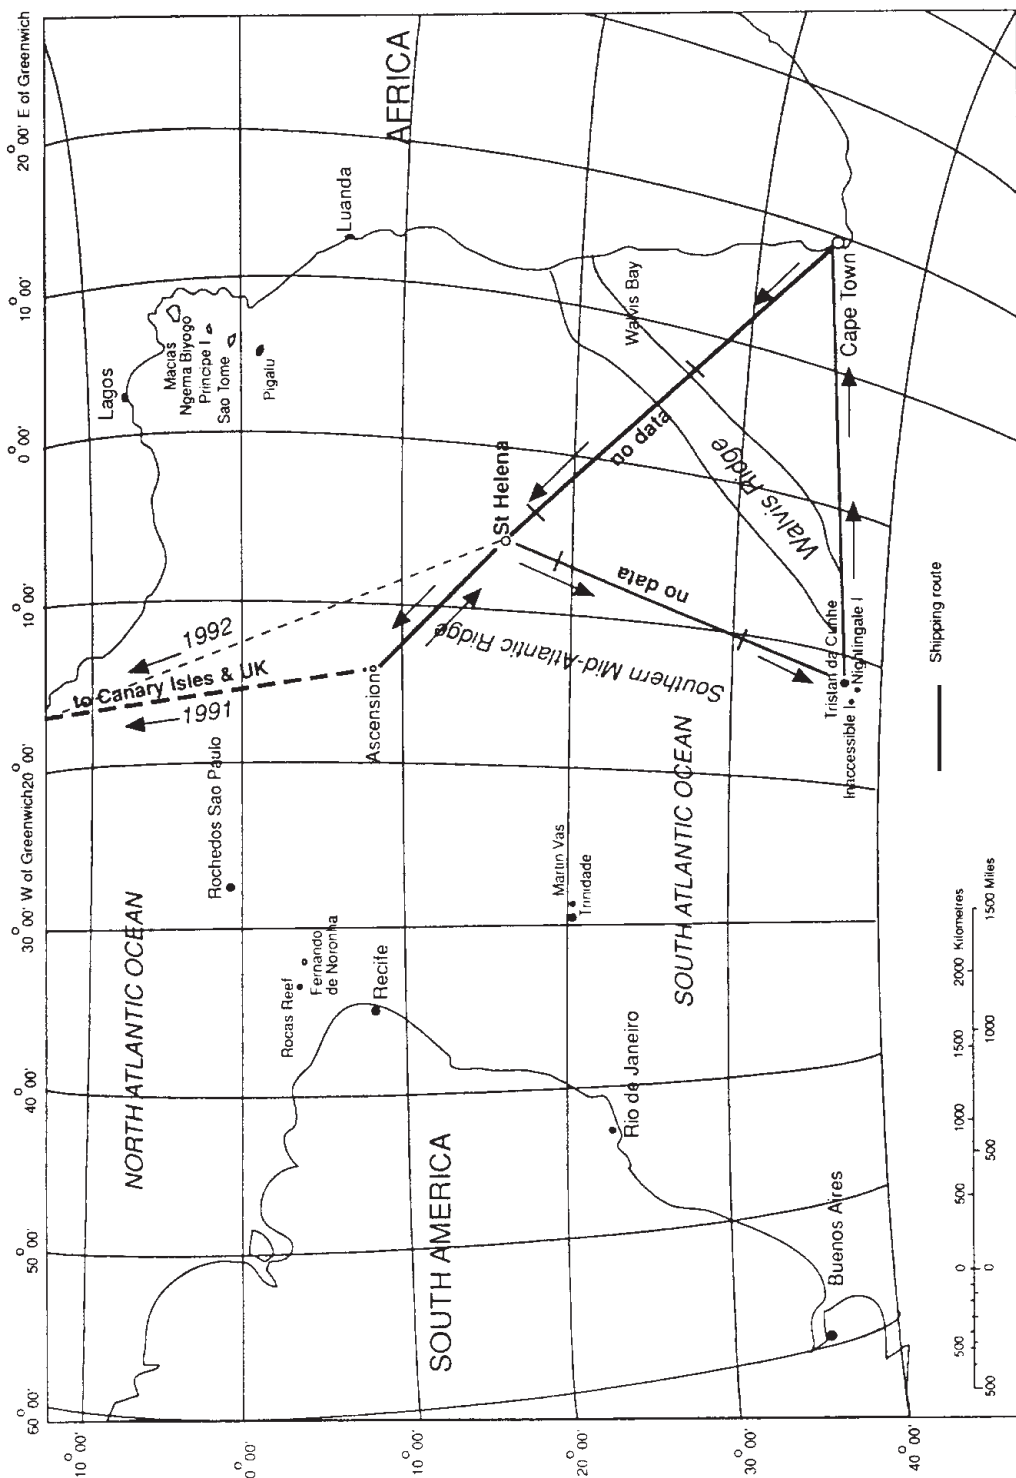 60° 00'
50° 00'
40° 00'
30° 00' W of Greenwich
20° 00'
10° 00'
0° 00'
10° 00'
20° 00' E of Greenwich
10° 00'
0° 00'
10° 00'
20° 00'
30° 00'
40° 00'
NORTH ATLANTIC OCEAN
Rochedos Sao Paulo
1991
to Canary Isles & UK
1992
Lagos
Macias
Ngema Biyogo
Principe I
Sao Tome
Pigalu
Luanda
AFRICA
Rocas Reef
Fernando
de Noronha
Recife
Ascension
St Helena
SOUTH AMERICA
Southern Mid-Atlantic Ridge
no data
no data
Walvis Bay
Walvis Ridge
Martin Vas
Trinidade
Rio de Janeiro
SOUTH ATLANTIC OCEAN
Buenos Aires
Tristan da Cunhe
Inaccessible I
Nightingale I
Cape Town
Shipping route
500 0 500 1000 1500 2000 Kilometres
500 0 500 1000 1500 Miles